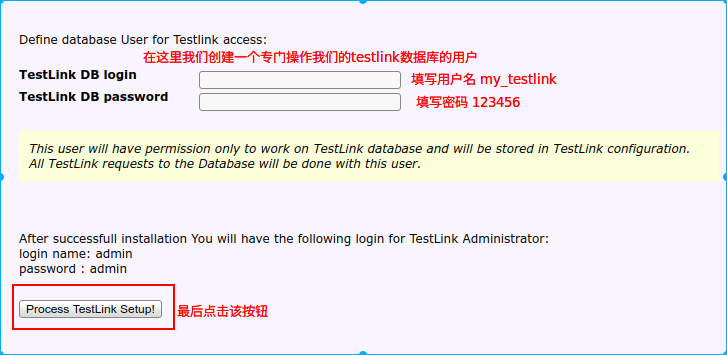 Define database User for Testlink access:
在这里我们创建一个专门操作我们的testlink数据库的用户
TestLink DB login 填写用户名 my_testlink
TestLink DB password 填写密码 123456
This user will have permission only to work on TestLink database and will be stored in TestLink configuration.
All TestLink requests to the Database will be done with this user.
After successfull installation You will have the following login for TestLink Administrator:
login name: admin
password : admin
Process TestLink Setup! 最后点击该按钮